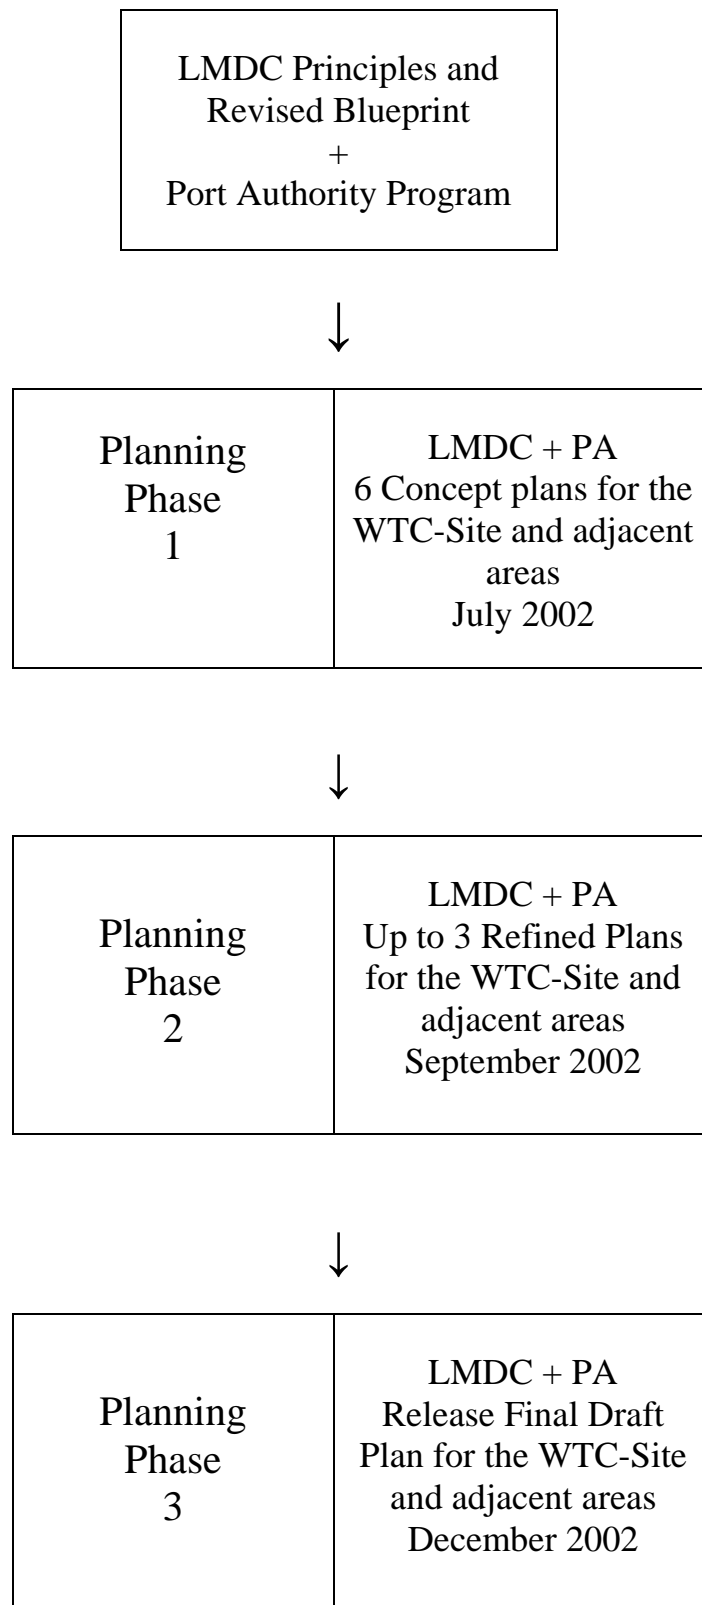 LMDC Principles and
Revised Blueprint
+
Port Authority Program
↓
Planning
Phase
1
LMDC + PA
6 Concept plans for the
WTC-Site and adjacent
areas
July 2002
↓
Planning
Phase
2
LMDC + PA
Up to 3 Refined Plans
for the WTC-Site and
adjacent areas
September 2002
↓
Planning
Phase
3
LMDC + PA
Release Final Draft
Plan for the WTC-Site
and adjacent areas
December 2002